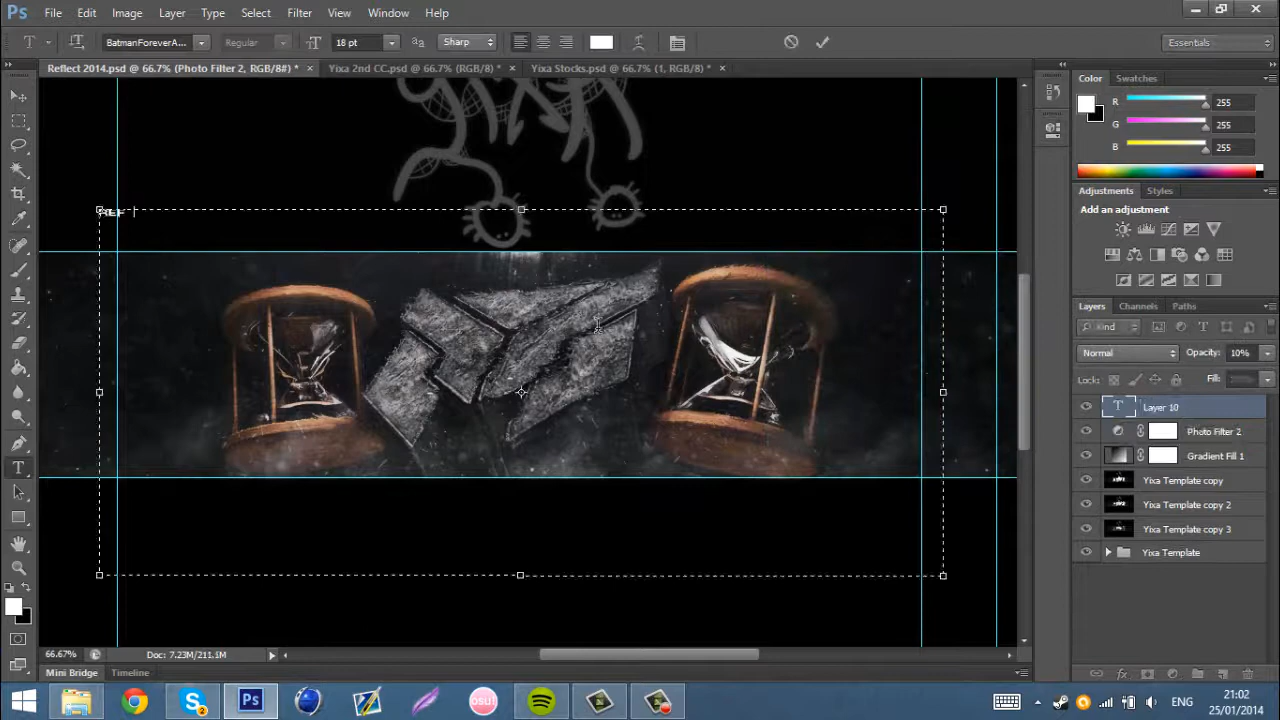 Ps File Edit Image Layer Type Select Filter View Window Help
T BatmanForeverA... Regular 18 pt Sharp Essentials
Reflect 2014.psd @ 66.7% (Photo Filter 2, RGB/8#) * × Yixa 2nd CC.psd @ 66.7% (RGB/8) * × Yixa Stocks.psd @ 66.7% (1, RGB/8) * ×
Color Swatches
R 255
G 255
B 255
Adjustments Styles
Add an adjustment
REF
Layers Channels Paths
Kind
Normal Opacity: 10%
Lock: Fill:
T Layer 10
Photo Filter 2
Gradient Fill 1
Yixa Template copy
Yixa Template copy 2
Yixa Template copy 3
Yixa Template
66.67% Doc: 7.23M/211.1M
Mini Bridge Timeline
S 2 Ps osu! ENG 21:02
25/01/2014